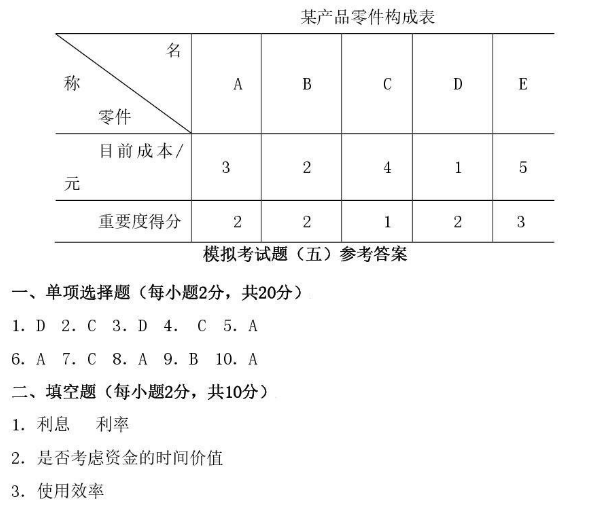 某产品零件构成表
名
称
零件
A B C D E
目前成本/
元
3 2 4 1 5
重要度得分 2 2 1 2 3
模拟考试题（五）参考答案
一、单项选择题（每小题2分，共20分）
1．D 2．C 3．D 4． C 5．A
6．A 7．C 8．A 9．B 10．A
二、填空题（每小题2分，共10分）
1．利息 利率
2．是否考虑资金的时间价值
3．使用效率